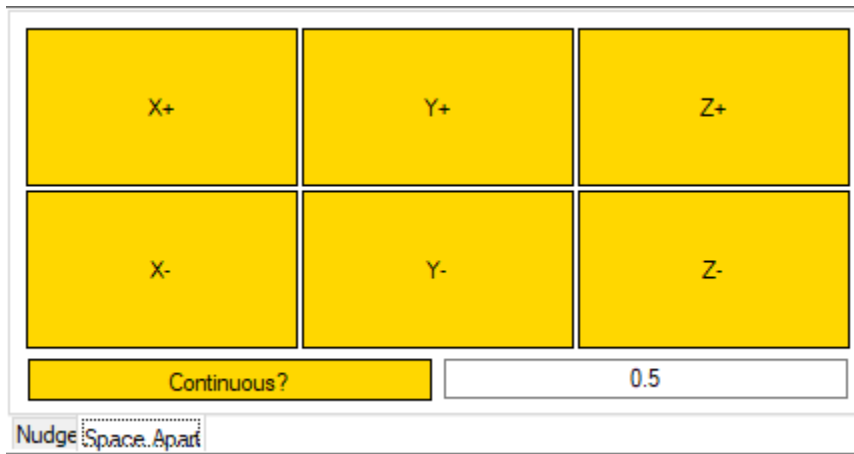 X+ Y+ Z+
X- Y- Z-
Continuous? 0.5
Nudge Space Apart